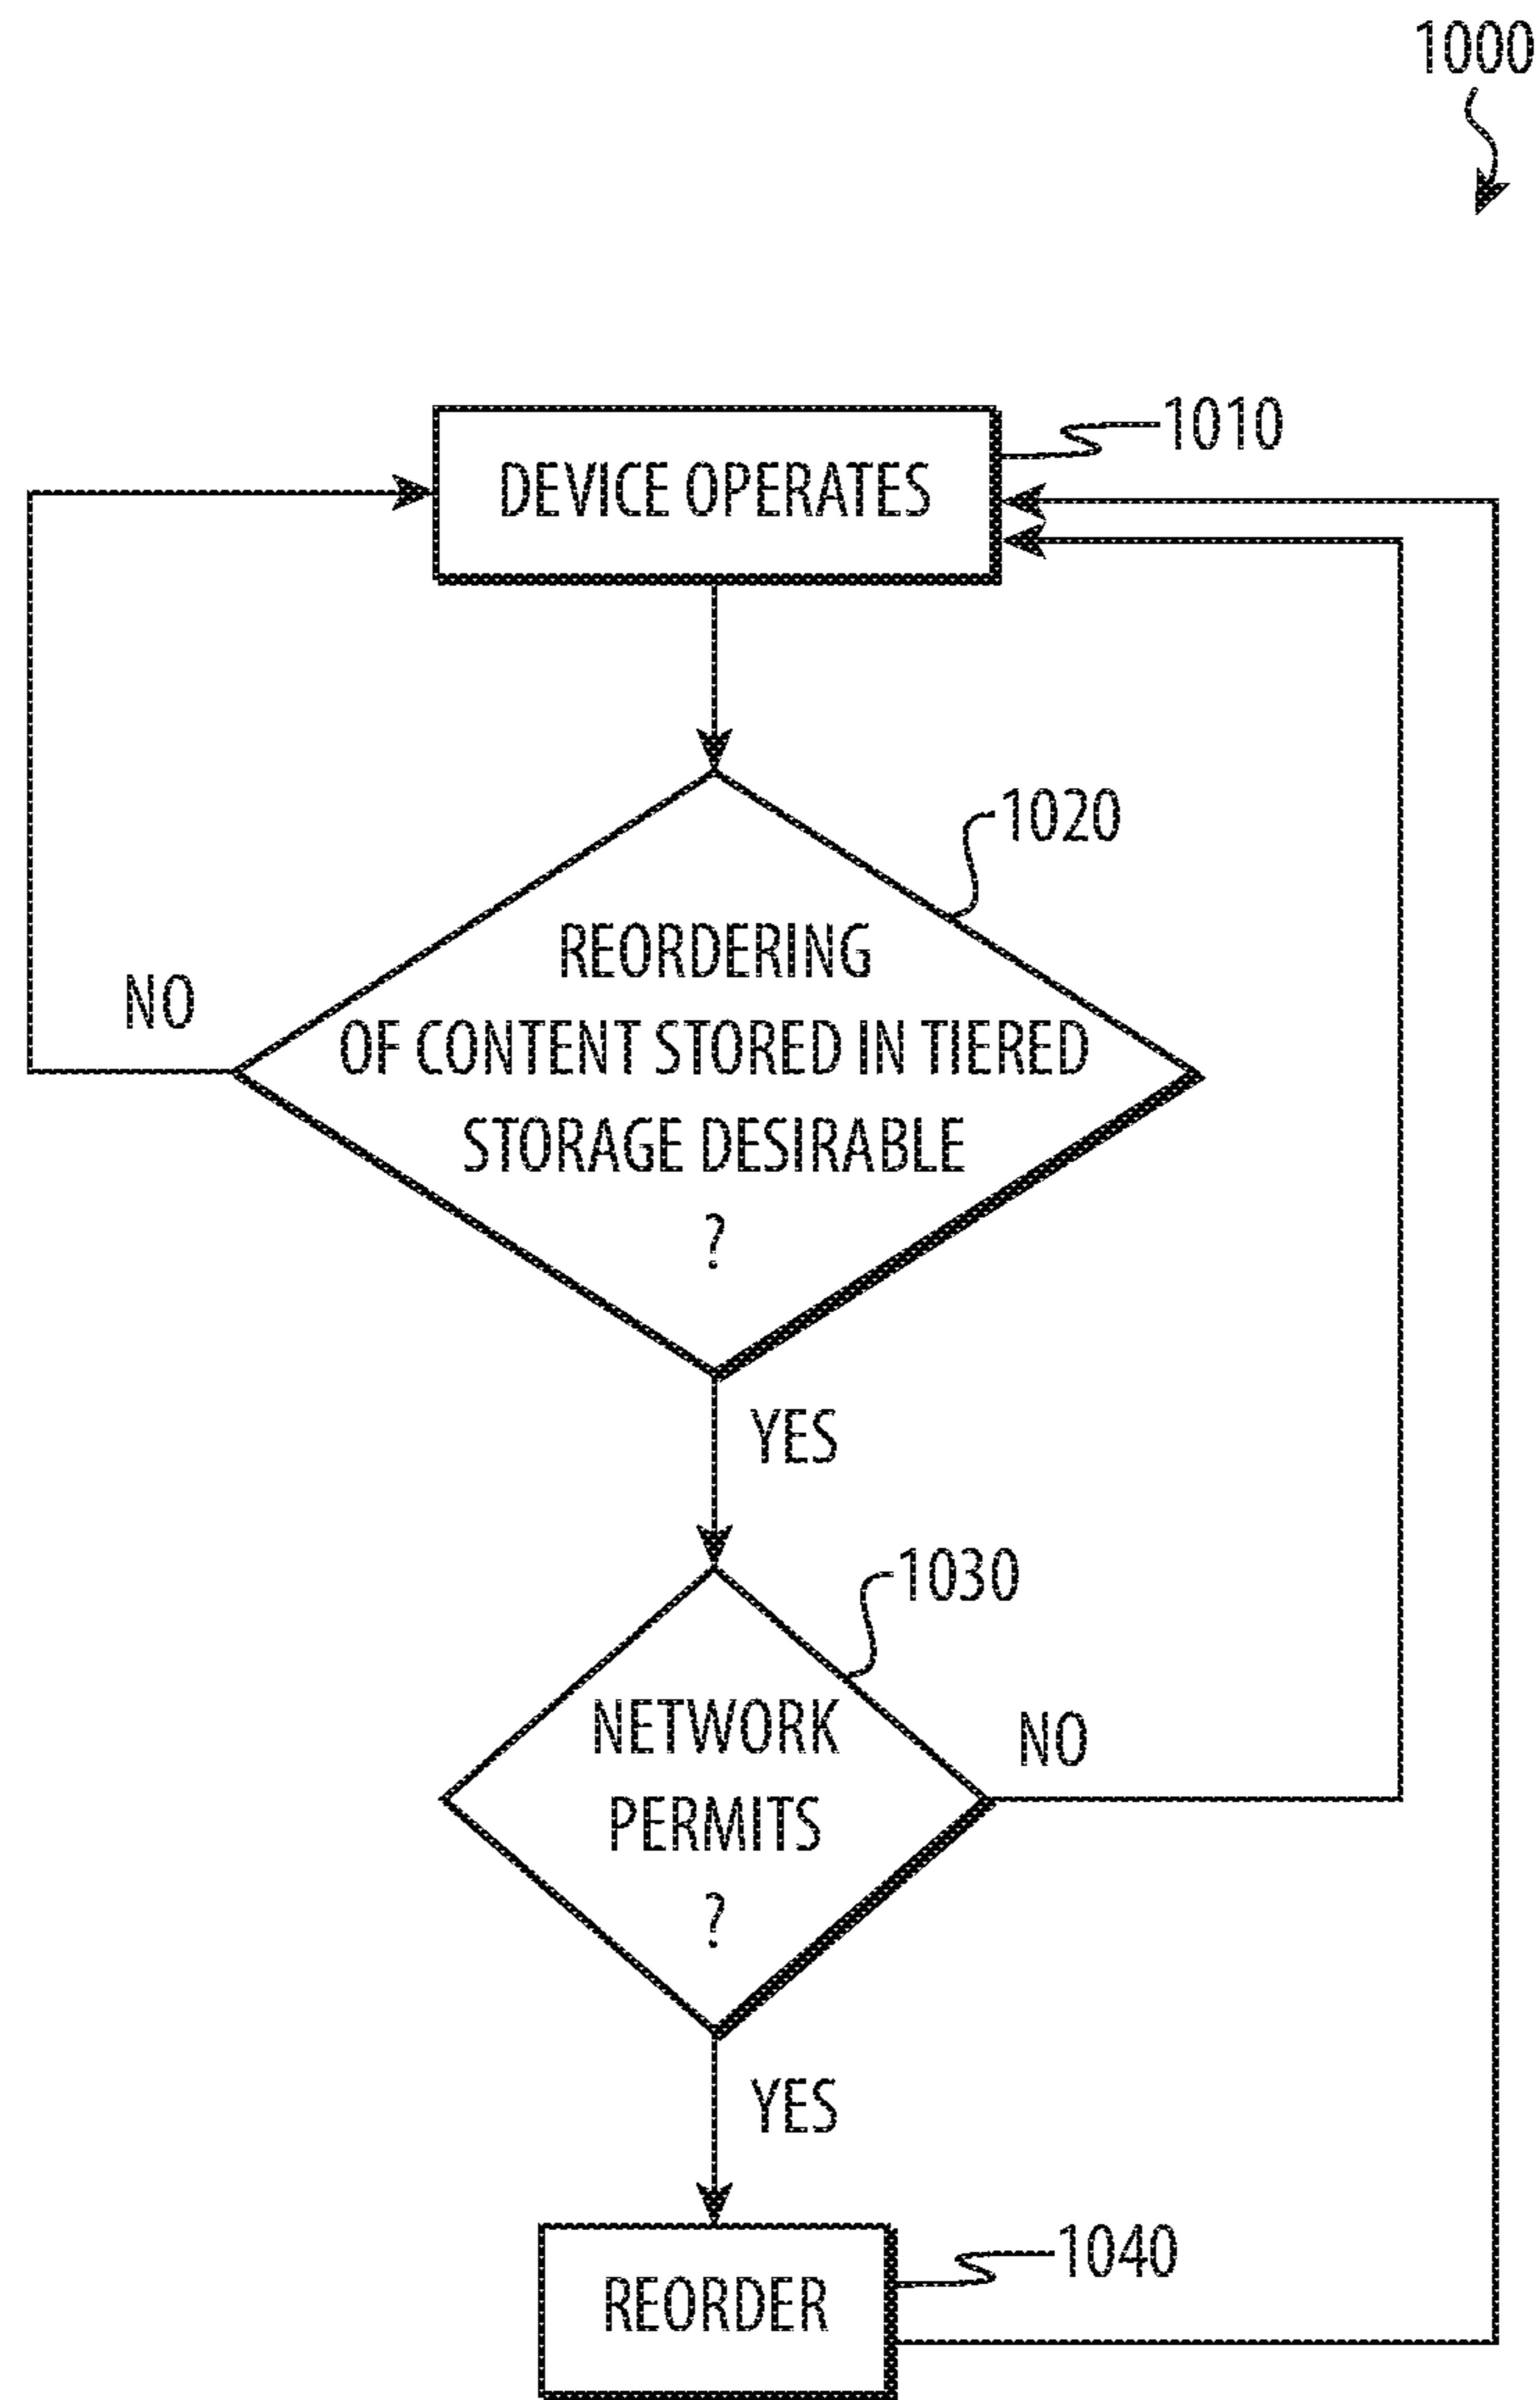 1000
DEVICE OPERATES
1010
1020
REORDERING
OF CONTENT STORED IN TIERED
STORAGE DESIRABLE
?
NO
YES
1030
NETWORK
PERMITS
?
NO
YES
REORDER
1040